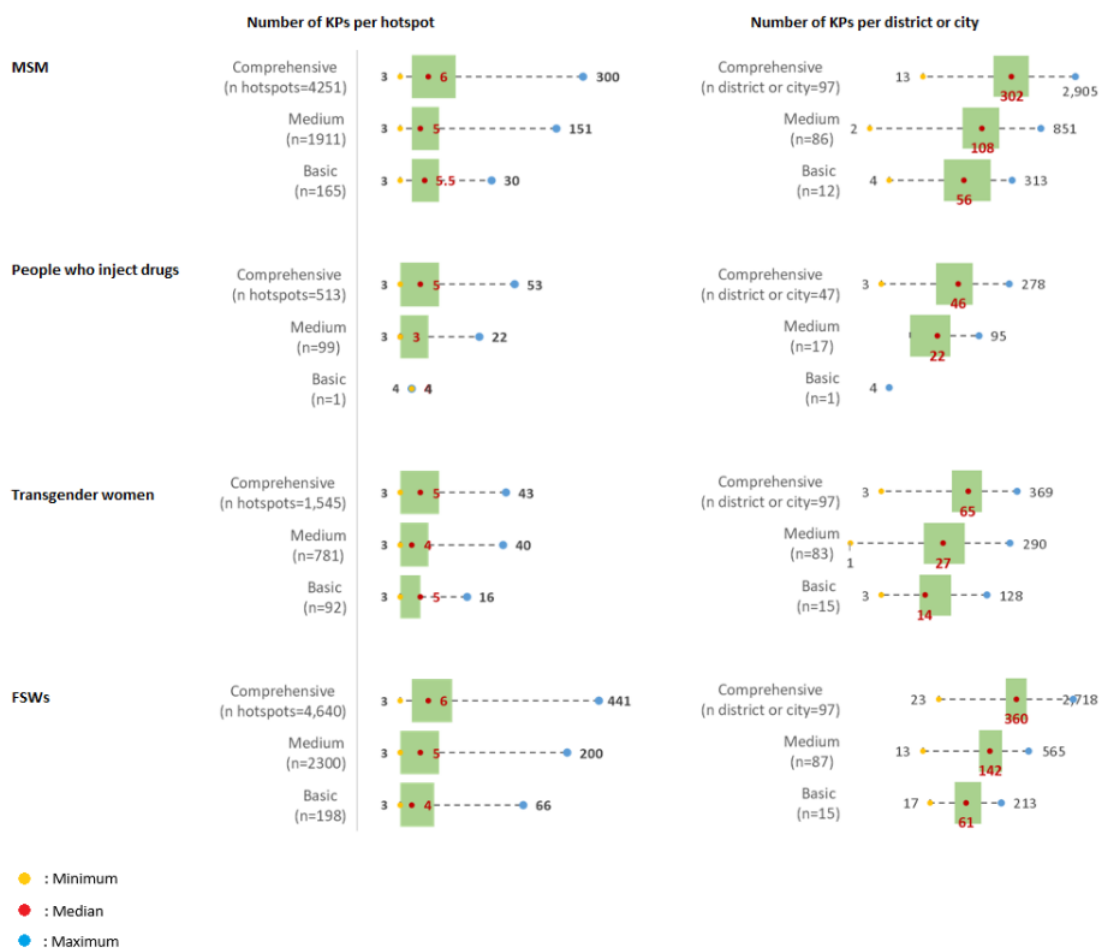 Number of KPs per hotspot
Number of KPs per district or city
MSM
Comprehensive
(n hotspots=4251)
3
6
300
Comprehensive
(n district or city=97)
13
302
2,905
Medium
(n=1911)
3
5
151
Medium
(n=86)
2
108
851
Basic
(n=165)
3
5.5
30
Basic
(n=12)
4
56
313
People who inject drugs
Comprehensive
(n hotspots=513)
3
5
53
Comprehensive
(n district or city=47)
3
46
278
Medium
(n=99)
3
3
22
Medium
(n=17)
22
95
Basic
(n=1)
4
4
Basic
(n=1)
4
Transgender women
Comprehensive
(n hotspots=1,545)
3
5
43
Comprehensive
(n district or city=97)
3
65
369
Medium
(n=781)
3
4
40
Medium
(n=83)
1
27
290
Basic
(n=92)
3
5
16
Basic
(n=15)
3
14
128
FSWs
Comprehensive
(n hotspots=4,640)
3
6
441
Comprehensive
(n district or city=97)
23
360
2,718
Medium
(n=2300)
3
5
200
Medium
(n=87)
13
142
565
Basic
(n=198)
3
4
66
Basic
(n=15)
17
61
213
: Minimum
: Median
: Maximum